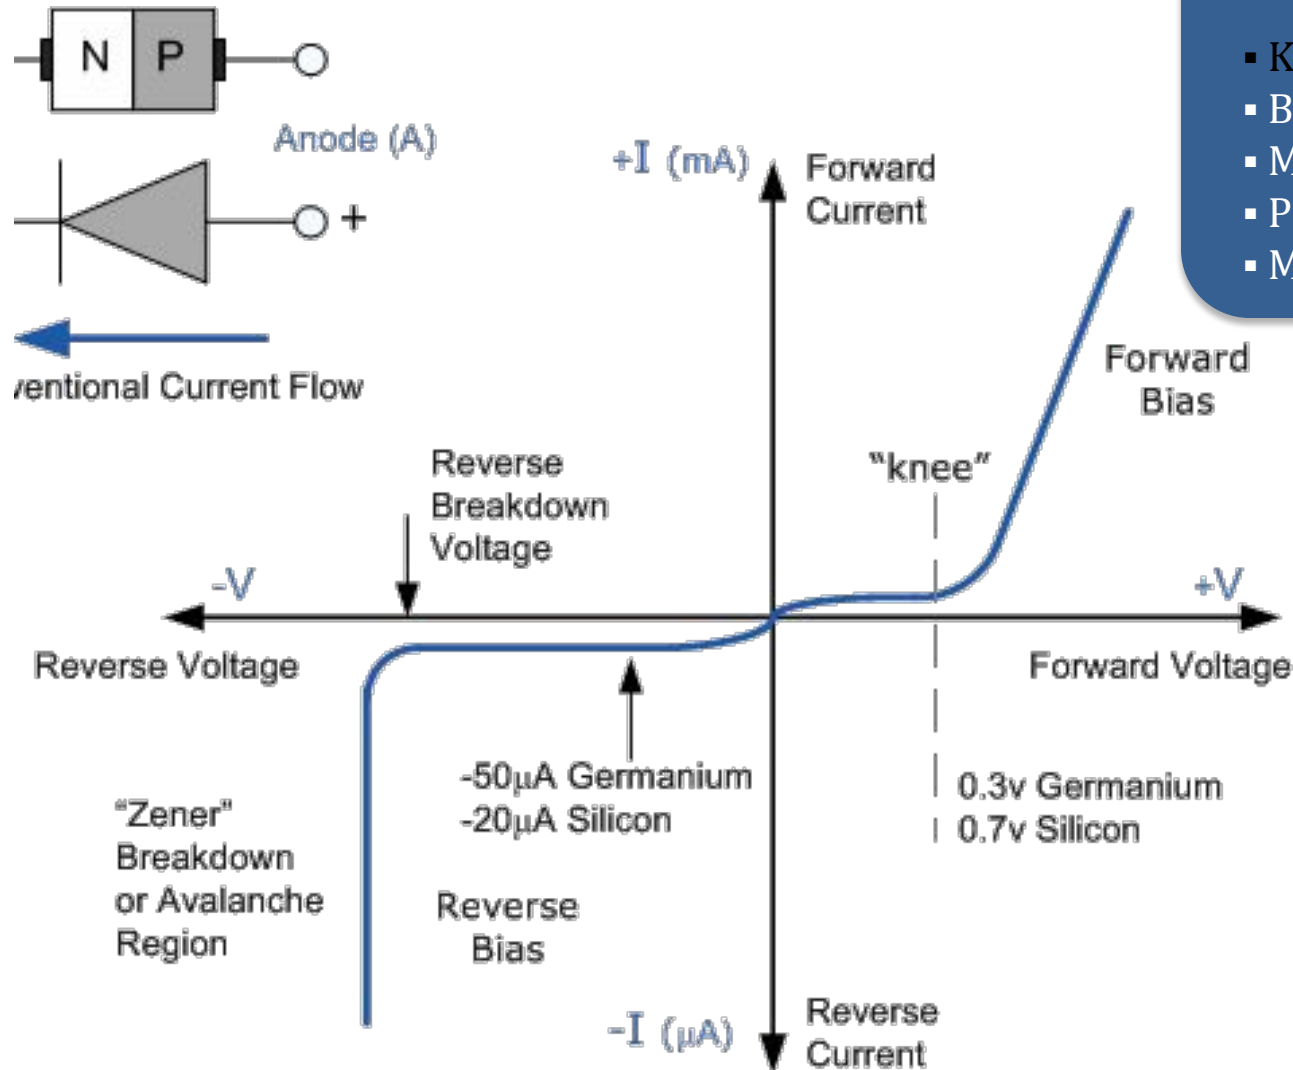 N P
Anode (A)
+
ventional Current Flow
+I (mA)
Forward
Current
▪ K
▪ B
▪ M
▪ P
▪ M
Forward
Bias
"knee"
Reverse
Breakdown
Voltage
-V
+V
Reverse Voltage
Forward Voltage
-50µA Germanium
-20µA Silicon
0.3v Germanium
0.7v Silicon
"Zener"
Breakdown
or Avalanche
Region
Reverse
Bias
-I (µA)
Reverse
Current